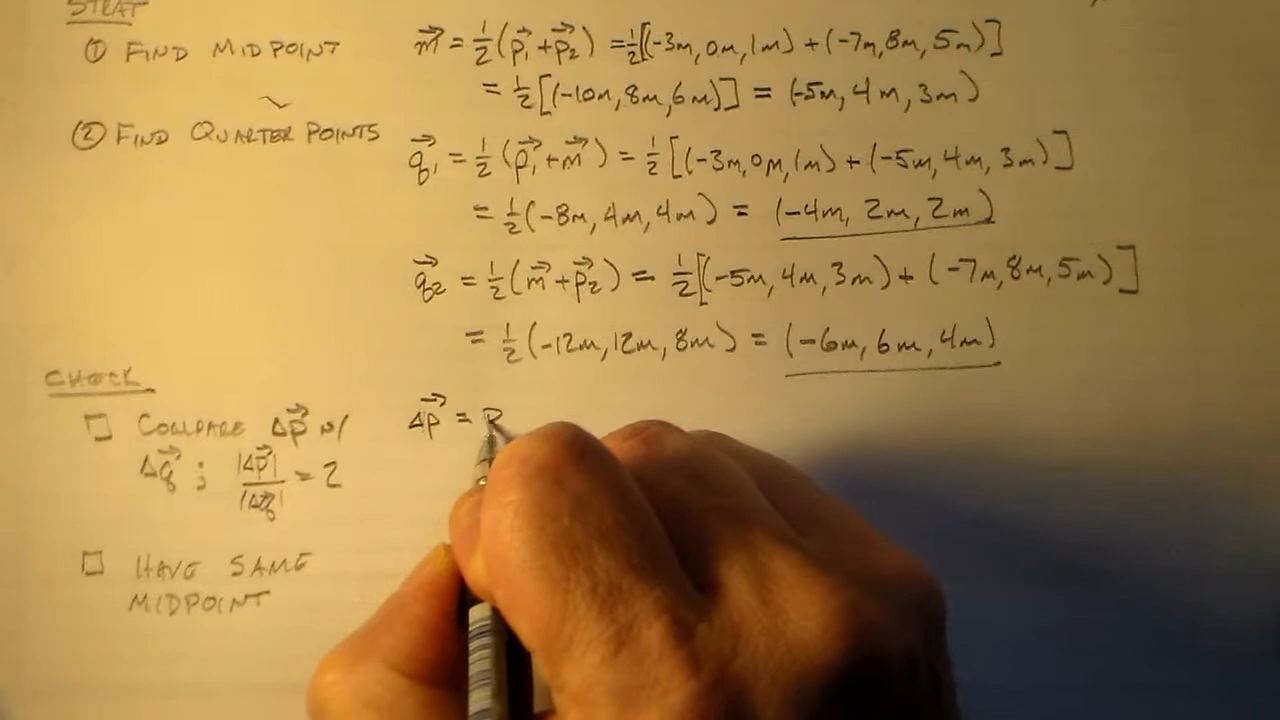 STRAT
① FIND MIDPOINT
m⃗ = ½(p⃗₁+p⃗₂) = ½[(-3m, 0m, 1m) + (-7m, 8m, 5m)]
= ½[(-10m, 8m, 6m)] = (-5m, 4m, 3m)
② FIND QUARTER POINTS
q⃗₁ = ½(p⃗₁+m⃗) = ½[(-3m, 0m, 1m) + (-5m, 4m, 3m)]
= ½(-8m, 4m, 4m) = (-4m, 2m, 2m)
q⃗₂ = ½(m⃗+p⃗₂) = ½[(-5m, 4m, 3m) + (-7m, 8m, 5m)]
= ½(-12m, 12m, 8m) = (-6m, 6m, 4m)
CHECK
□ COMPARE Δp⃗ w/
Δq⃗ ; |Δp⃗|/|Δq⃗| = 2
□ HAVE SAME
MIDPOINT
Δp⃗ = P